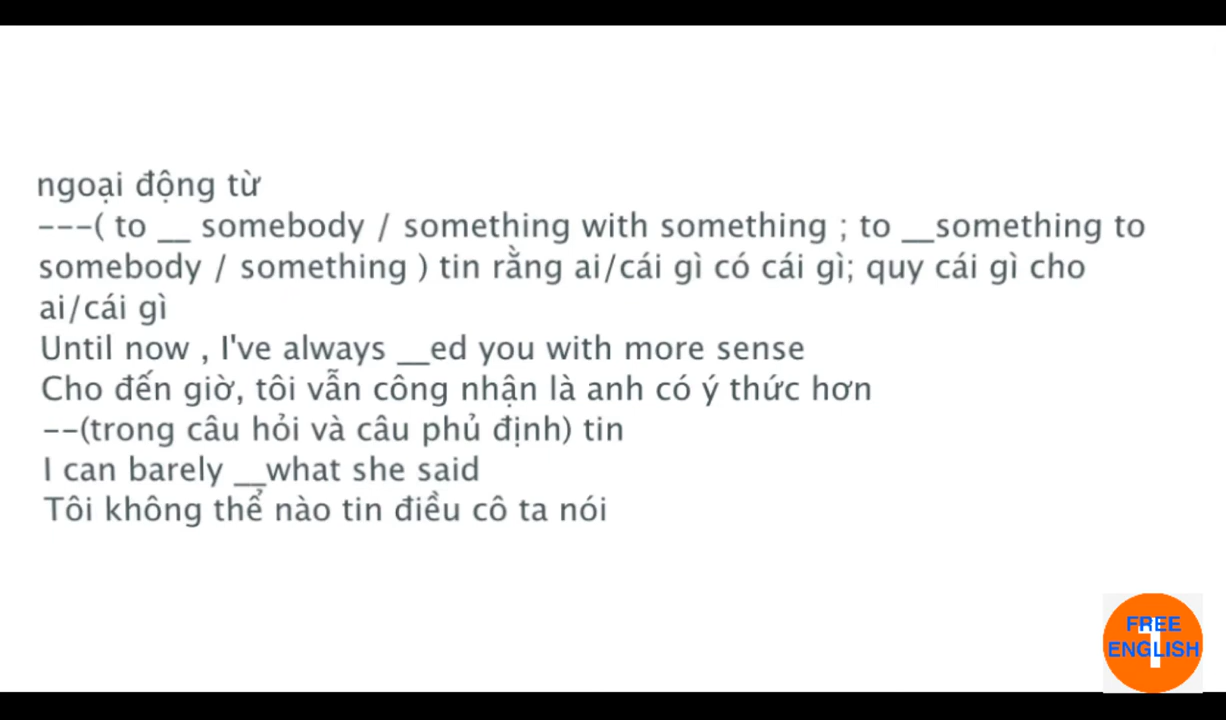 ngoại động từ
---( to __ somebody / something with something ; to __something to
somebody / something ) tin rằng ai/cái gì có cái gì; quy cái gì cho
ai/cái gì
Until now , I've always __ed you with more sense
Cho đến giờ, tôi vẫn công nhận là anh có ý thức hơn
--(trong câu hỏi và câu phủ định) tin
I can barely __what she said
Tôi không thể nào tin điều cô ta nói
FREE
1
ENGLISH